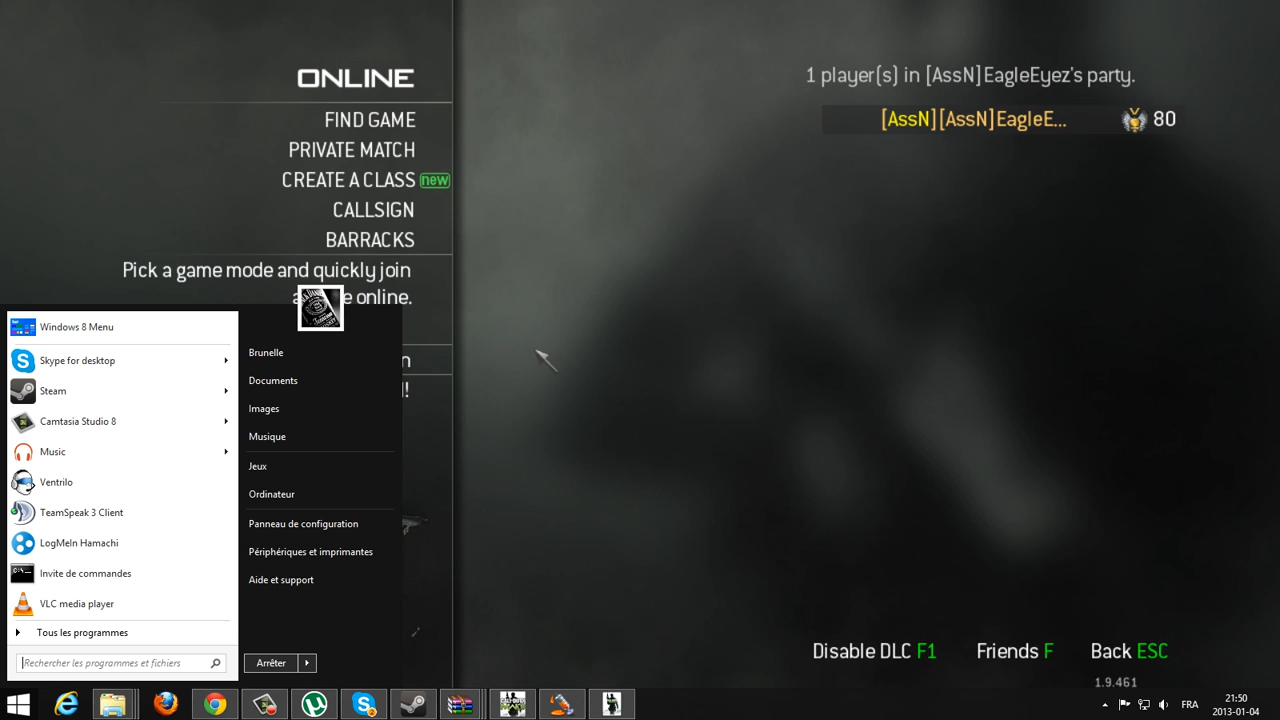 ONLINE
FIND GAME
PRIVATE MATCH
CREATE A CLASS new
CALLSIGN
BARRACKS
Pick a game mode and quickly join
online.
1 player(s) in [AssN]EagleEyez's party.
[AssN][AssN]EagleE... 80
Windows 8 Menu
Skype for desktop
Steam
Camtasia Studio 8
Music
Ventrilo
TeamSpeak 3 Client
LogMeIn Hamachi
Invite de commandes
VLC media player
Tous les programmes
Rechercher les programmes et fichiers
Brunelle
Documents
Images
Musique
Jeux
Ordinateur
Panneau de configuration
Périphériques et imprimantes
Aide et support
Arrêter
Disable DLC F1 Friends F Back ESC
1.9.461
FRA
21:50
2013-01-04